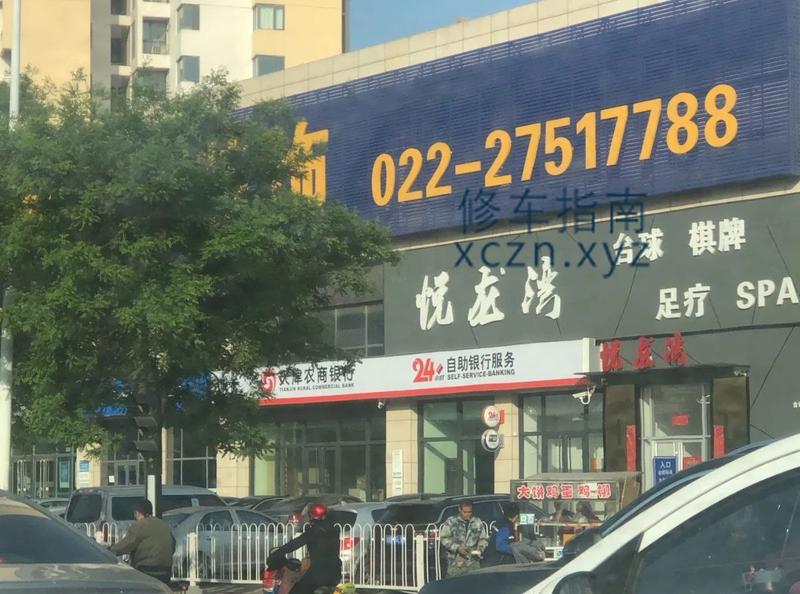 022-27517788
修车指南
xczn.xyz
台球 棋牌
悦龙湾
足疗 SPA
天津农商银行
TIANJIN RURAL COMMERCIAL BANK
24小时 自助银行服务
SELF-SERVICE BANKING
悦龙湾
入口
大饼鸡蛋